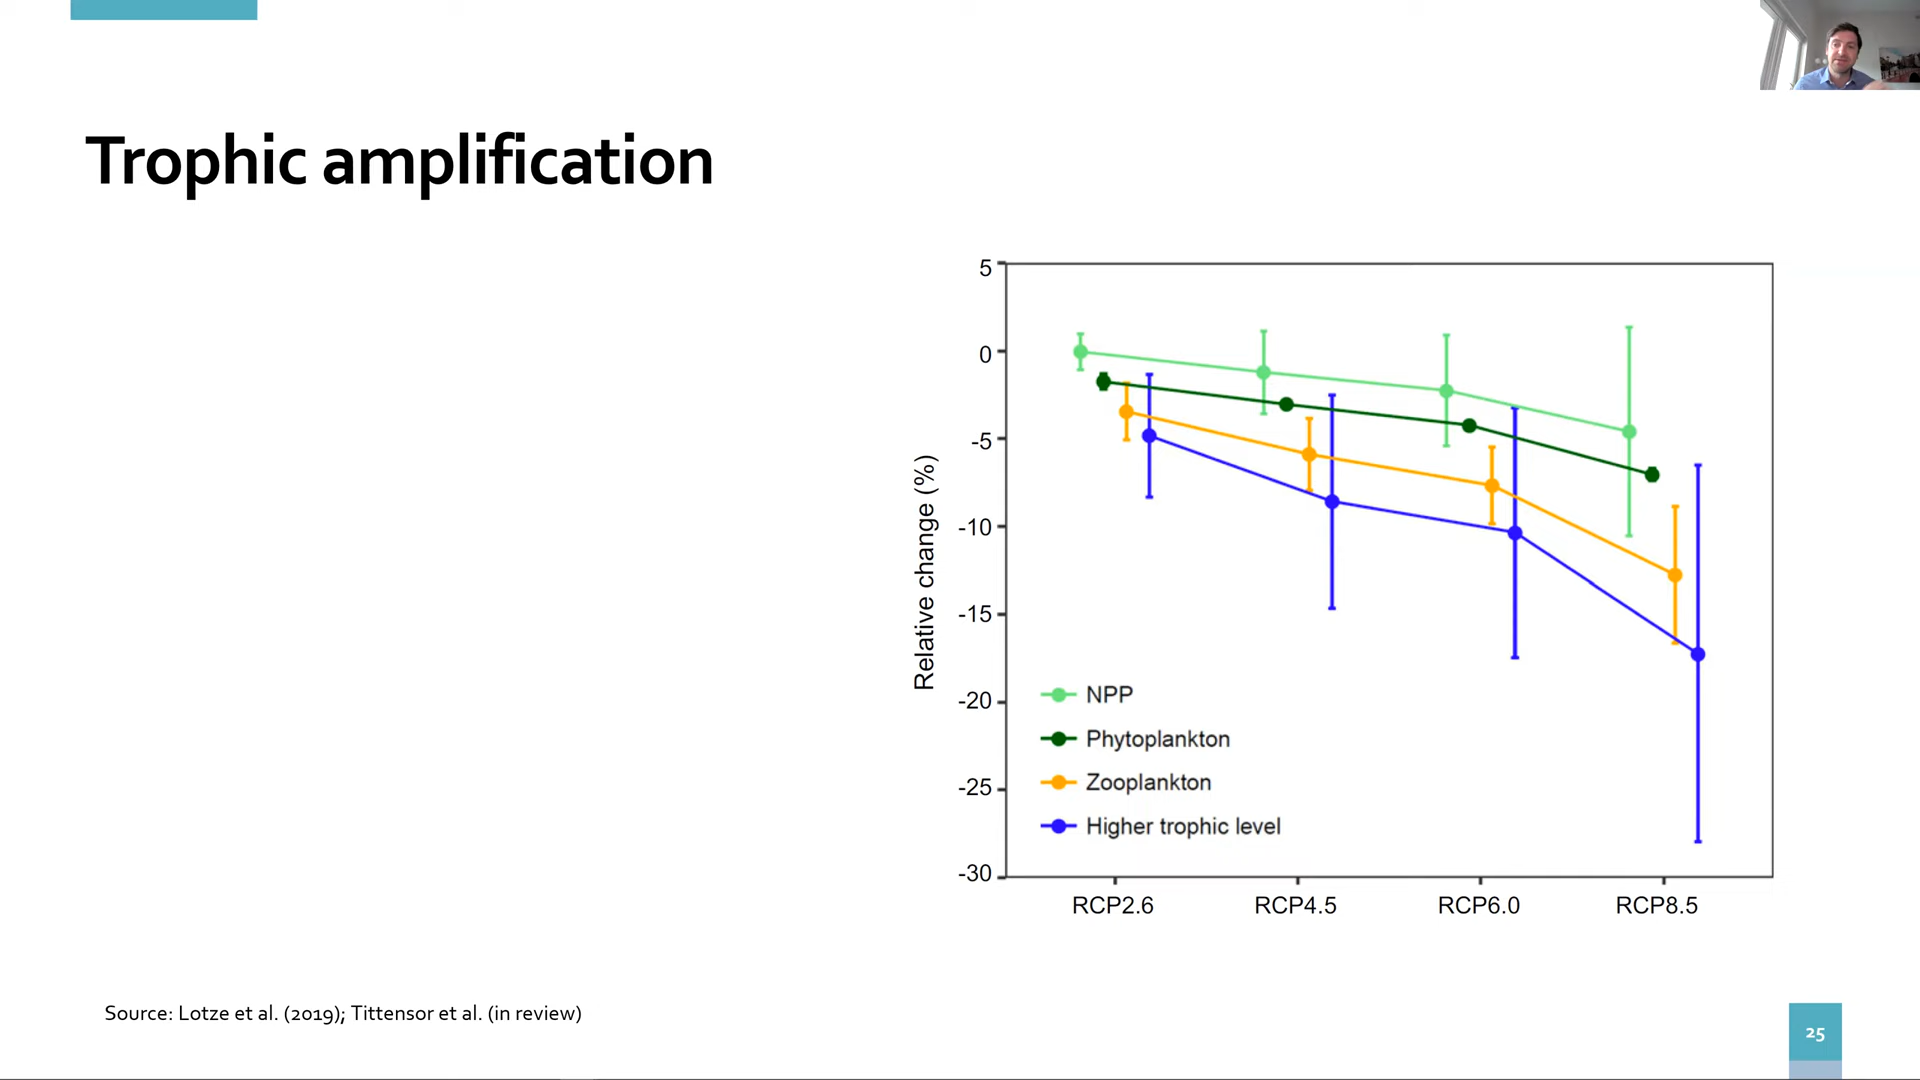 Trophic amplification
5
0
-5
-10
-15
-20
-25
-30
Relative change (%)
NPP
Phytoplankton
Zooplankton
Higher trophic level
RCP2.6 RCP4.5 RCP6.0 RCP8.5
Source: Lotze et al. (2019); Tittensor et al. (in review)
25